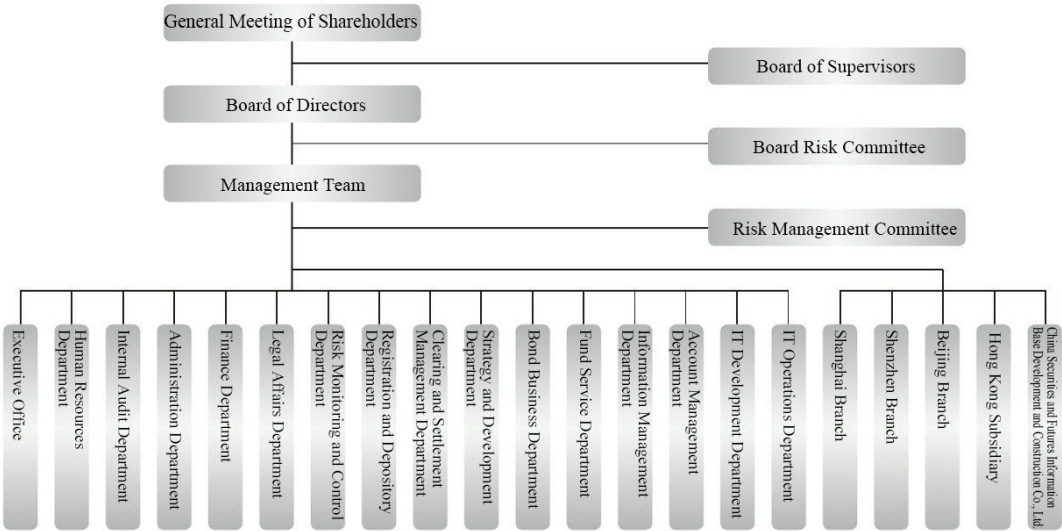 General Meeting of Shareholders
Board of Supervisors
Board of Directors
Board Risk Committee
Management Team
Risk Management Committee
Executive Office
Human Resources
Department
Internal Audit Department
Administration Department
Finance Department
Legal Affairs Department
Risk Monitoring and Control
Department
Registration and Depository
Department
Clearing and Settlement
Management Department
Strategy and Development
Department
Bond Business Department
Fund Service Department
Information Management
Department
Account Management
Department
IT Development Department
IT Operations Department
Shanghai Branch
Shenzhen Branch
Beijing Branch
Hong Kong Subsidiary
China Securities and Futures Information
Base Development and Construction Co., Ltd